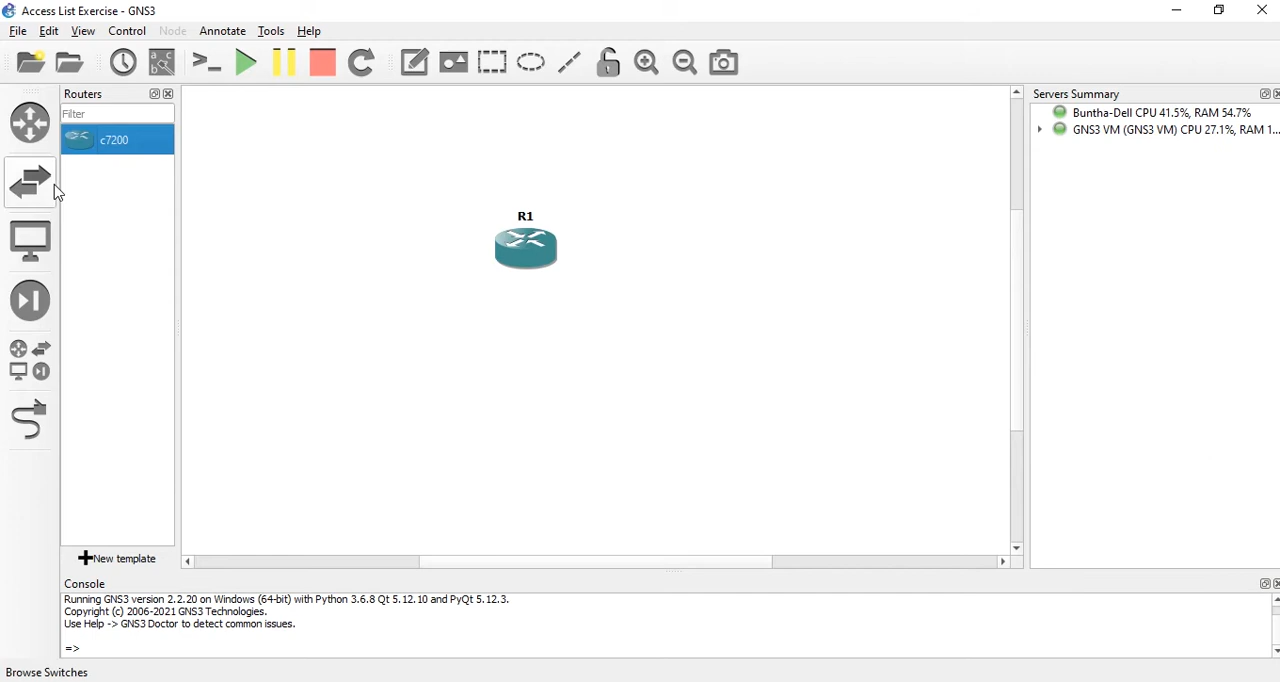 Access List Exercise - GNS3
File Edit View Control Node Annotate Tools Help
Routers
Filter
c7200
New template
R1
Servers Summary
Buntha-Dell CPU 41.5%, RAM 54.7%
GNS3 VM (GNS3 VM) CPU 27.1%, RAM 1...
Console
Running GNS3 version 2.2.20 on Windows (64-bit) with Python 3.6.8 Qt 5.12.10 and PyQt 5.12.3.
Copyright (c) 2006-2021 GNS3 Technologies.
Use Help -> GNS3 Doctor to detect common issues.
=>
Browse Switches